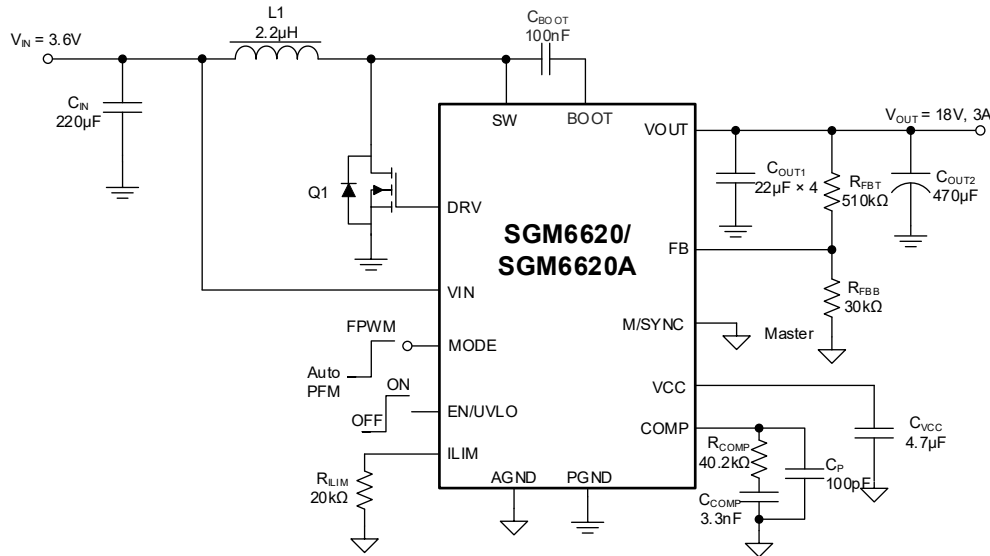 L1
2.2µH
V_IN = 3.6V
C_BOOT
100nF
C_IN
220µF
SW
BOOT
VOUT
V_OUT = 18V, 3A
C_OUT1
22µF × 4
R_FBT
510kΩ
C_OUT2
470µF
Q1
DRV
SGM6620/
SGM6620A
FB
R_FBB
30kΩ
VIN
M/SYNC
Master
FPWM
MODE
Auto
PFM
ON
VCC
OFF
EN/UVLO
C_VCC
4.7µF
COMP
R_COMP
40.2kΩ
C_P
100pF
ILIM
R_ILIM
20kΩ
AGND
PGND
C_COMP
3.3nF